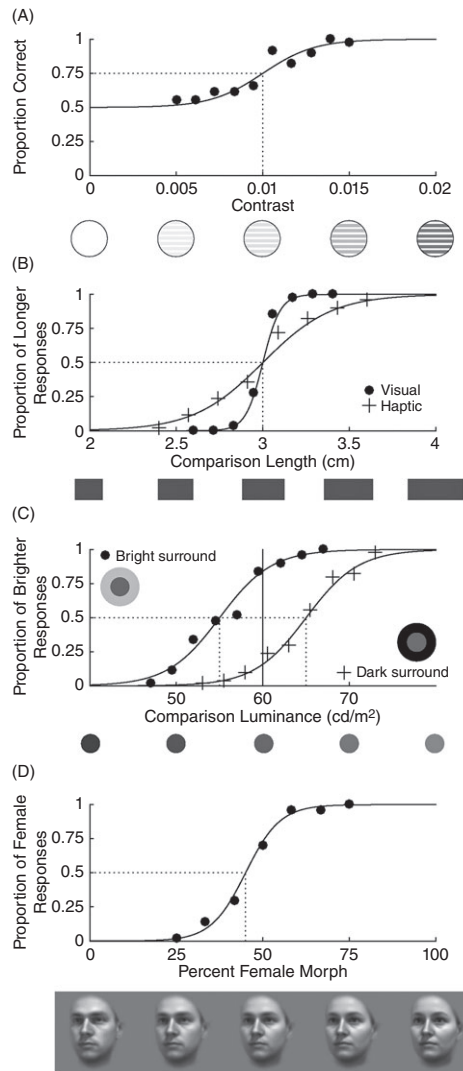 (A)
Proportion Correct
1
0.75
0.5
0.25
0
0
0.005
0.010
0.015
0.02
Contrast
(B)
Proportion of Longer
Responses
1
0.75
0.5
0.25
0
Visual
Haptic
2
2.5
3
3.5
4
Comparison Length (cm)
(C)
Proportion of Brighter
Responses
1
0.75
0.5
0.25
0
Bright surround
Dark surround
50
60
70
Comparison Luminance (cd/m²)
(D)
Proportion of Female
Responses
1
0.75
0.5
0.25
0
0
25
50
75
100
Percent Female Morph